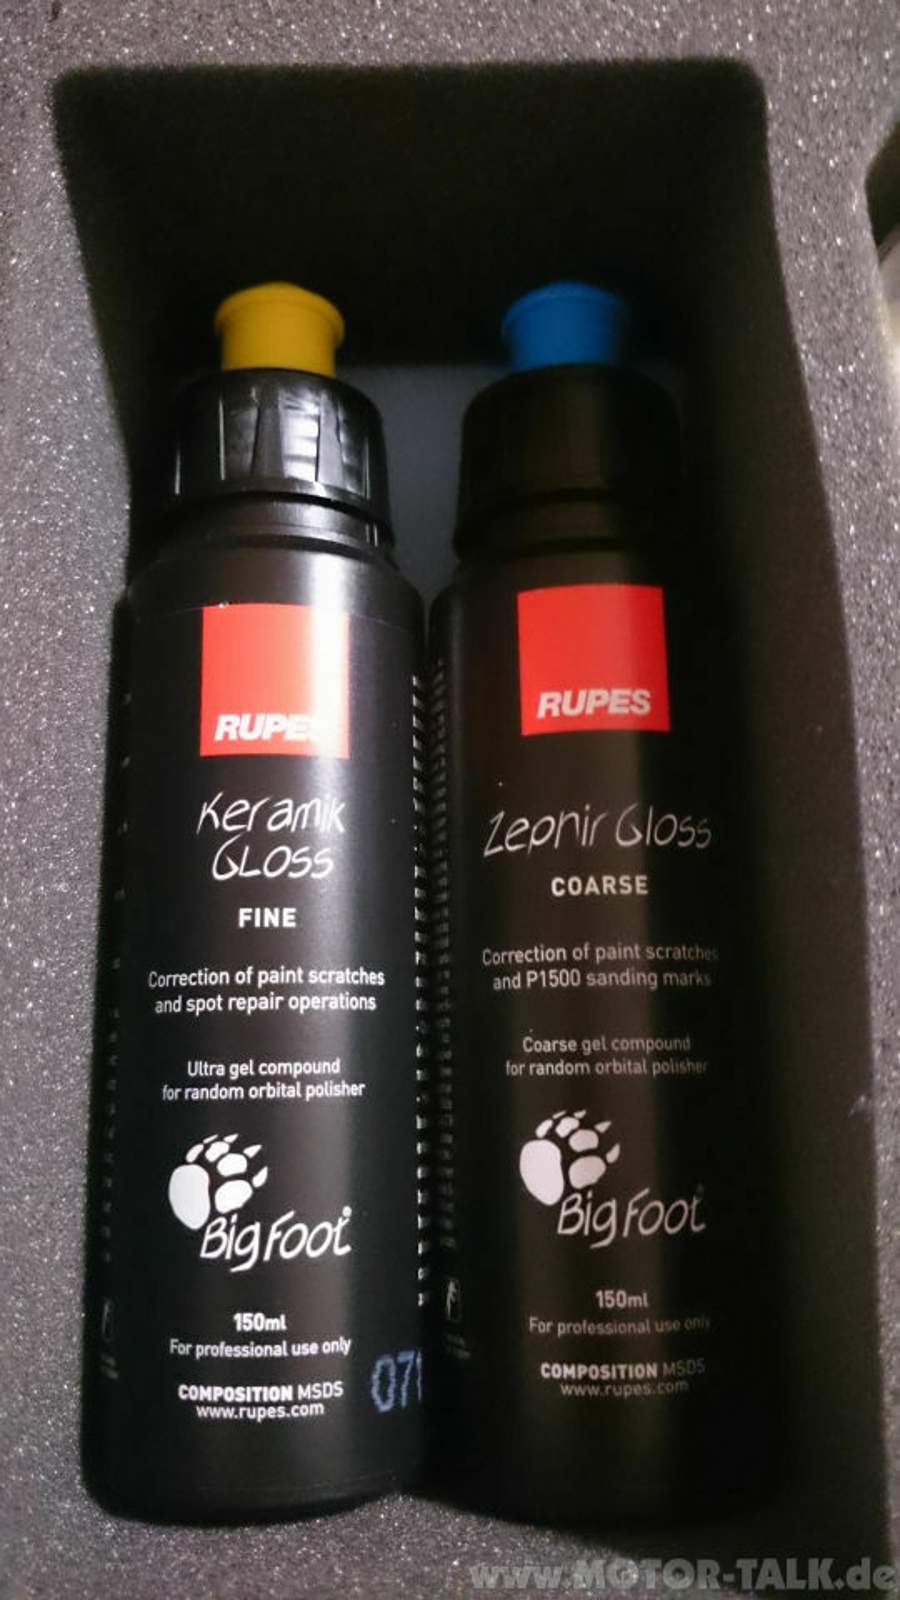 RUPES
Keramik
GLOSS
FINE
Correction of paint scratches
and spot repair operations
Ultra gel compound
for random orbital polisher
BigFoot
150ml
For professional use only
COMPOSITION MSDS
www.rupes.com
071
RUPES
Zephir Gloss
COARSE
Correction of paint scratches
and P1500 sanding marks
Coarse gel compound
for random orbital polisher
BigFoot
150ml
For professional use only
COMPOSITION MSDS
www.rupes.com
www.MOTOR-TALK.de